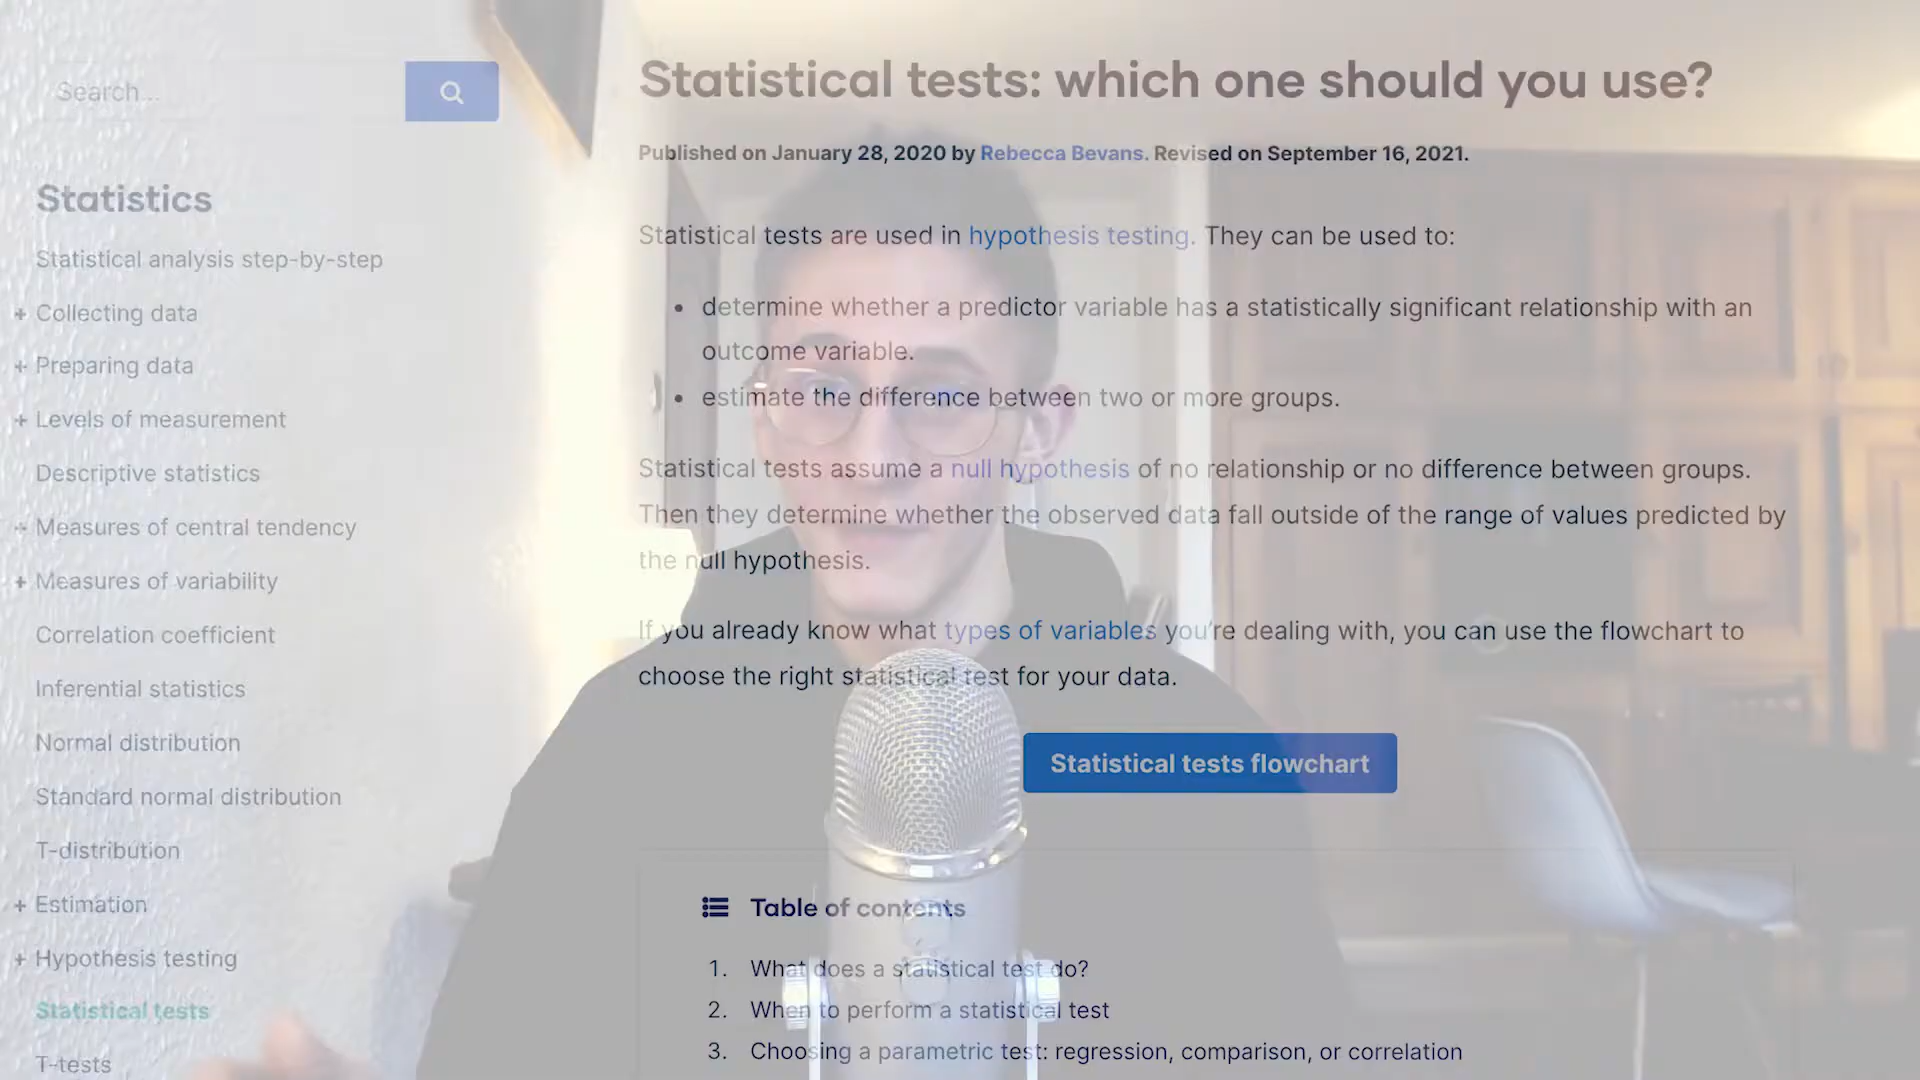 Search...
Statistics
Statistical analysis step-by-step
+ Collecting data
+ Preparing data
+ Levels of measurement
Descriptive statistics
+ Measures of central tendency
+ Measures of variability
Correlation coefficient
Inferential statistics
Normal distribution
Standard normal distribution
T-distribution
+ Estimation
+ Hypothesis testing
Statistical tests
T-tests
Statistical tests: which one should you use?
Published on January 28, 2020 by Rebecca Bevans. Revised on September 16, 2021.
Statistical tests are used in hypothesis testing. They can be used to:
• determine whether a predictor variable has a statistically significant relationship with an
outcome variable.
• estimate the difference between two or more groups.
Statistical tests assume a null hypothesis of no relationship or no difference between groups.
Then they determine whether the observed data fall outside of the range of values predicted by
the null hypothesis.
If you already know what types of variables you're dealing with, you can use the flowchart to
choose the right statistical test for your data.
Statistical tests flowchart
Table of contents
1. What does a statistical test do?
2. When to perform a statistical test
3. Choosing a parametric test: regression, comparison, or correlation